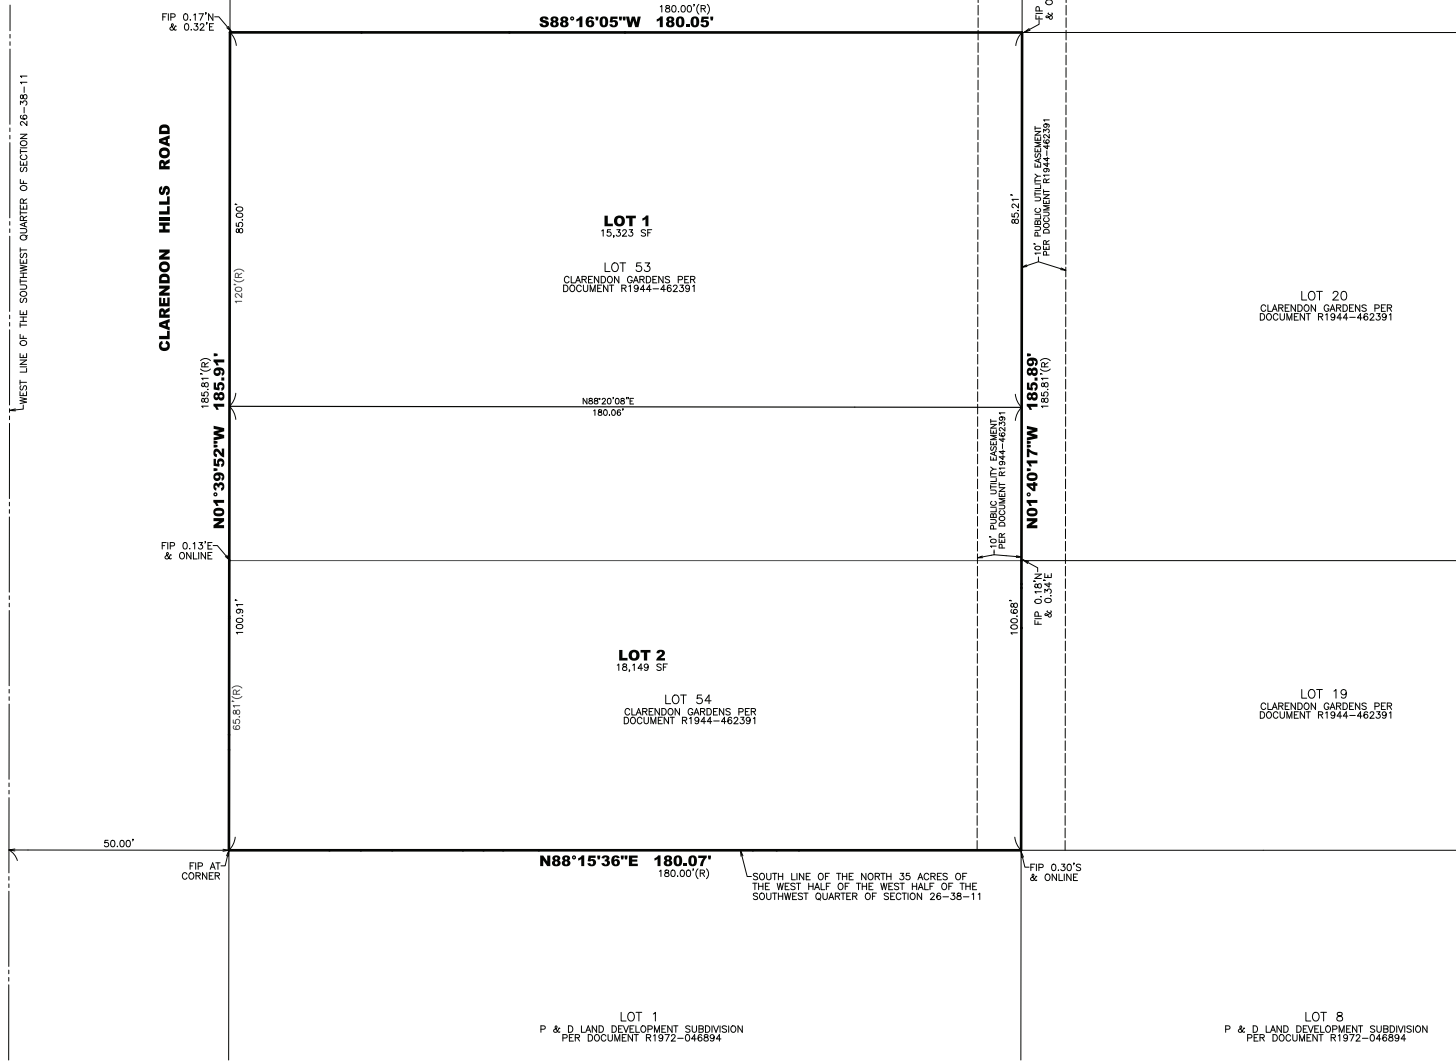 180.00'(R)
S88°16'05"W 180.05'
FIP 0.17'N
& 0.32'E
FIP
& 0
WEST LINE OF THE SOUTHWEST QUARTER OF SECTION 26-38-11
CLARENDON HILLS ROAD
85.00'
120'(R)
LOT 1
15,323 SF
LOT 53
CLARENDON GARDENS PER
DOCUMENT R1944-462391
85.21'
10' PUBLIC UTILITY EASEMENT
PER DOCUMENT R1944-462391
LOT 20
CLARENDON GARDENS PER
DOCUMENT R1944-462391
185.81'(R)
N01°39'52"W 185.91'
N88°20'08"E
180.06'
N01°40'17"W 185.89'
185.81'(R)
10' PUBLIC UTILITY EASEMENT
PER DOCUMENT R1944-462391
FIP 0.13'E
& ONLINE
FIP 0.18'N
& 0.34'E
100.91'
100.68'
LOT 2
18,149 SF
65.81'(R)
LOT 54
CLARENDON GARDENS PER
DOCUMENT R1944-462391
LOT 19
CLARENDON GARDENS PER
DOCUMENT R1944-462391
50.00'
FIP AT
CORNER
N88°15'36"E 180.07'
180.00'(R)
SOUTH LINE OF THE NORTH 35 ACRES OF
THE WEST HALF OF THE WEST HALF OF THE
SOUTHWEST QUARTER OF SECTION 26-38-11
FIP 0.30'S
& ONLINE
LOT 1
P & D LAND DEVELOPMENT SUBDIVISION
PER DOCUMENT R1972-046894
LOT 8
P & D LAND DEVELOPMENT SUBDIVISION
PER DOCUMENT R1972-046894